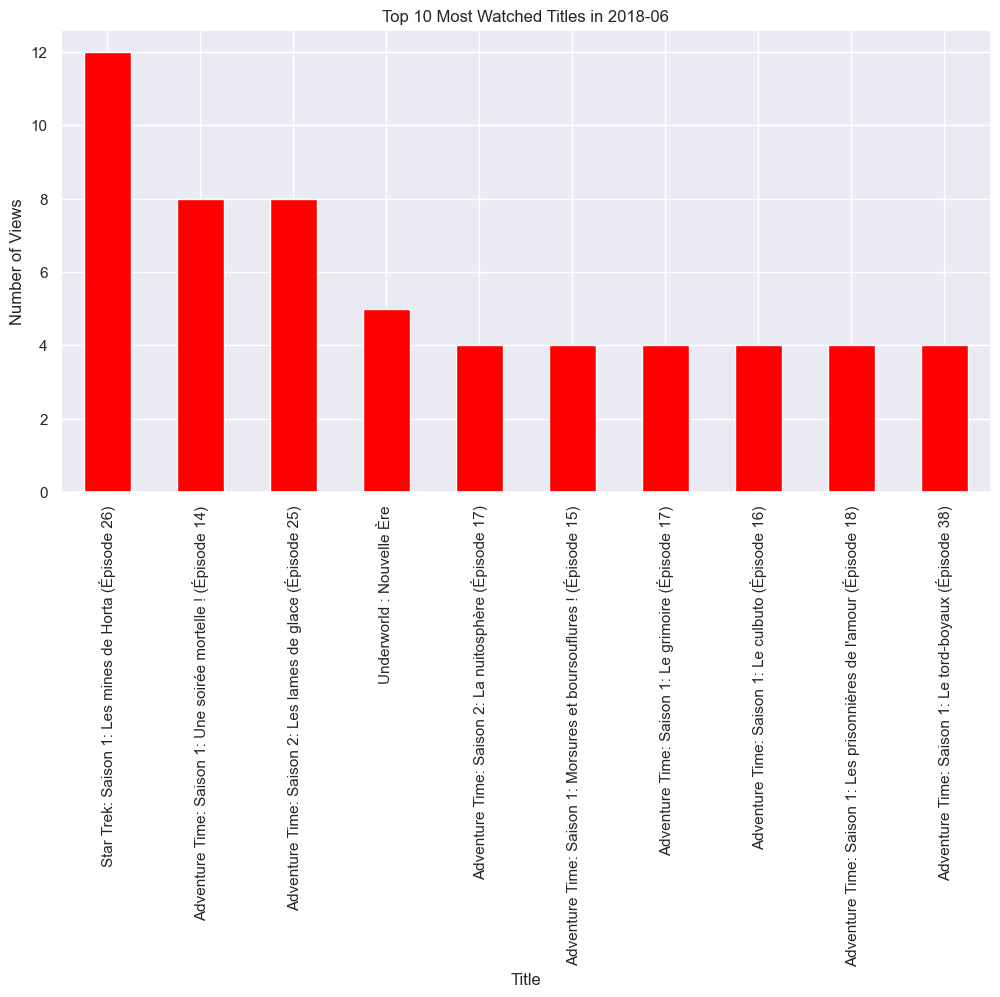 Top 10 Most Watched Titles in 2018-06
Number of Views
12
10
8
6
4
2
0
Star Trek: Saison 1: Les mines de Horta (Épisode 26)
Adventure Time: Saison 1: Une soirée mortelle ! (Épisode 14)
Adventure Time: Saison 2: Les lames de glace (Épisode 25)
Underworld : Nouvelle Ère
Adventure Time: Saison 2: La nuitosphère (Épisode 17)
Adventure Time: Saison 1: Morsures et boursouflures ! (Épisode 15)
Adventure Time: Saison 1: Le grimoire (Épisode 17)
Adventure Time: Saison 1: Le culbuto (Épisode 16)
Adventure Time: Saison 1: Les prisonnières de l'amour (Épisode 18)
Adventure Time: Saison 1: Le tord-boyaux (Épisode 38)
Title